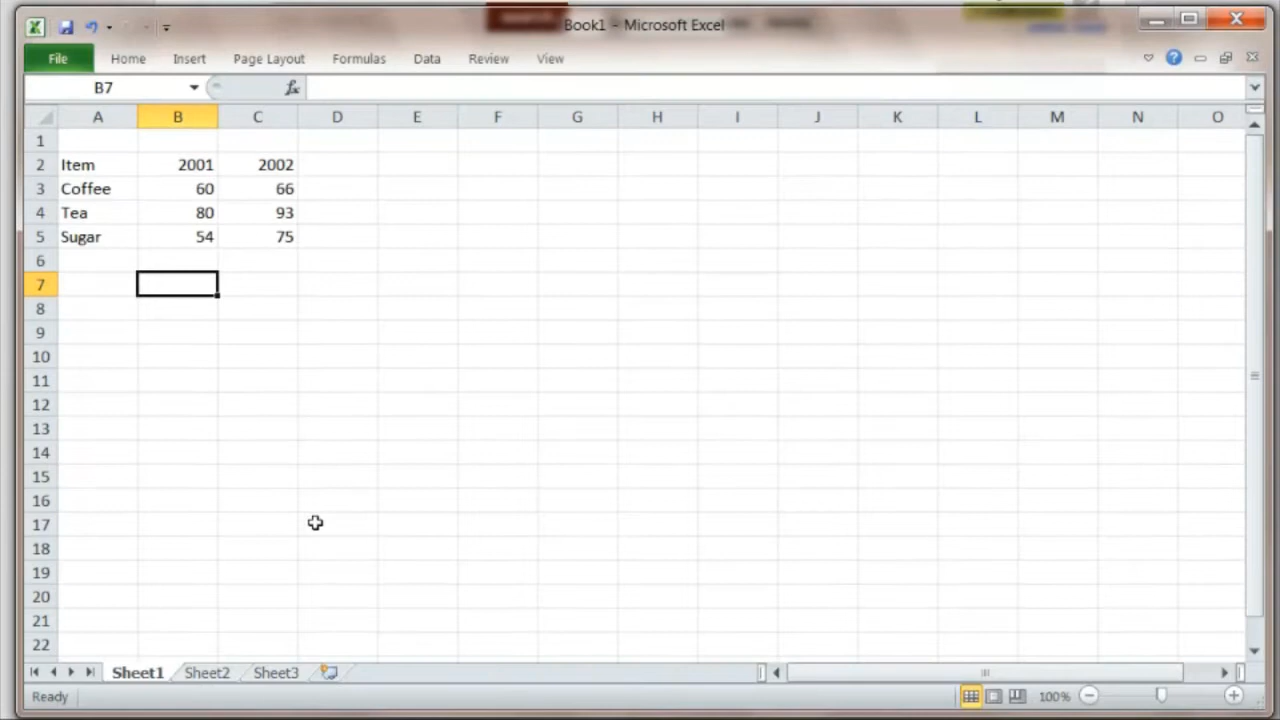 Book1 - Microsoft Excel
File Home Insert Page Layout Formulas Data Review View
B7 fx
A B C D E F G H I J K L M N O
1
2 Item 2001 2002
3 Coffee 60 66
4 Tea 80 93
5 Sugar 54 75
6
7
8
9
10
11
12
13
14
15
16
17
18
19
20
21
22
Sheet1 Sheet2 Sheet3
Ready 100%